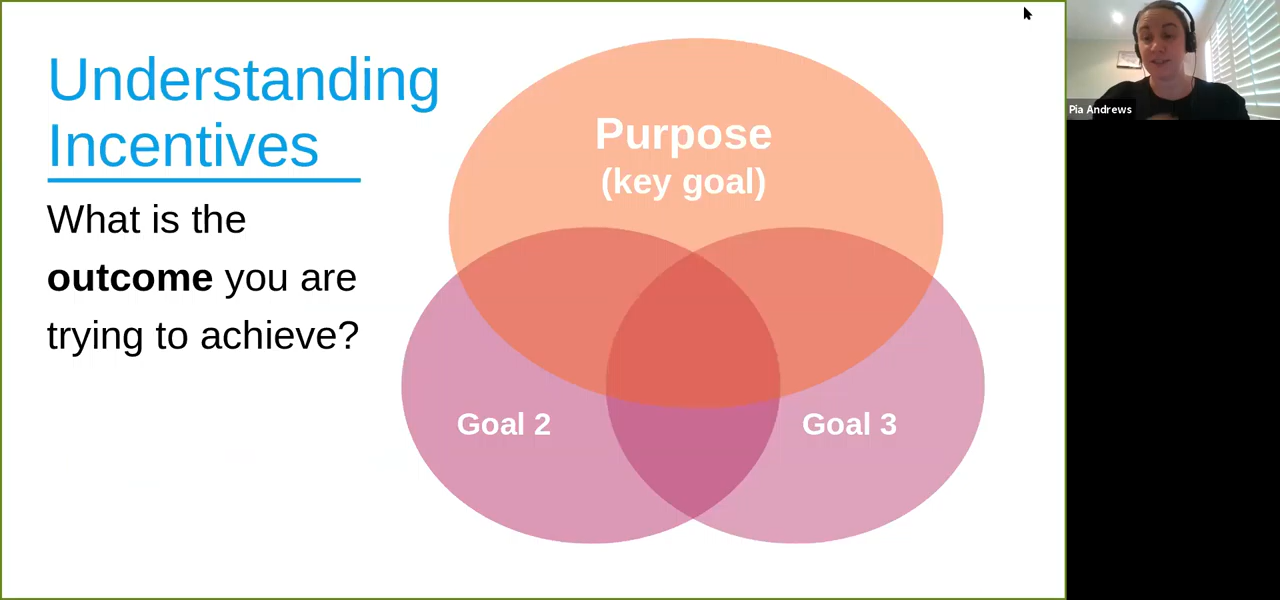 Understanding
Incentives
What is the
outcome you are
trying to achieve?
Purpose
(key goal)
Goal 2
Goal 3
Pia Andrews